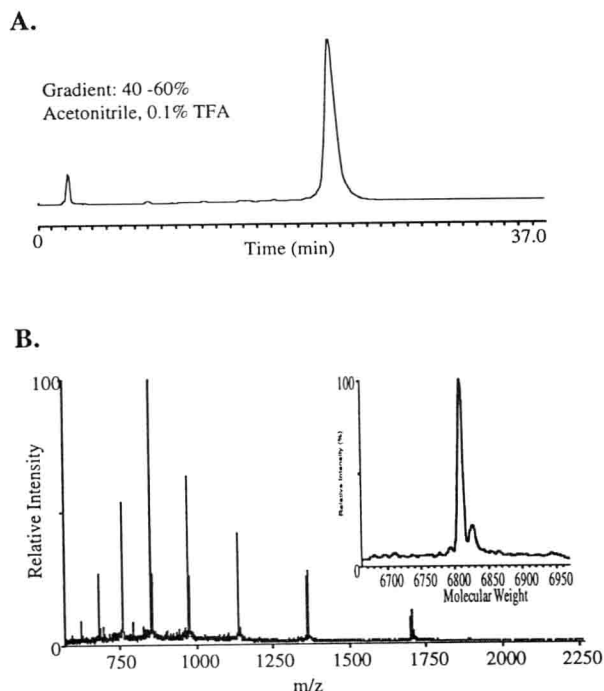 A.
Gradient: 40 -60%
Acetonitrile, 0.1% TFA
0
37.0
Time (min)
B.
100
Relative Intensity
0
750
1000
1250
1500
1750
2000
2250
m/z
100
Relative Intensity (%)
0
6700
6750
6800
6850
6900
6950
Molecular Weight